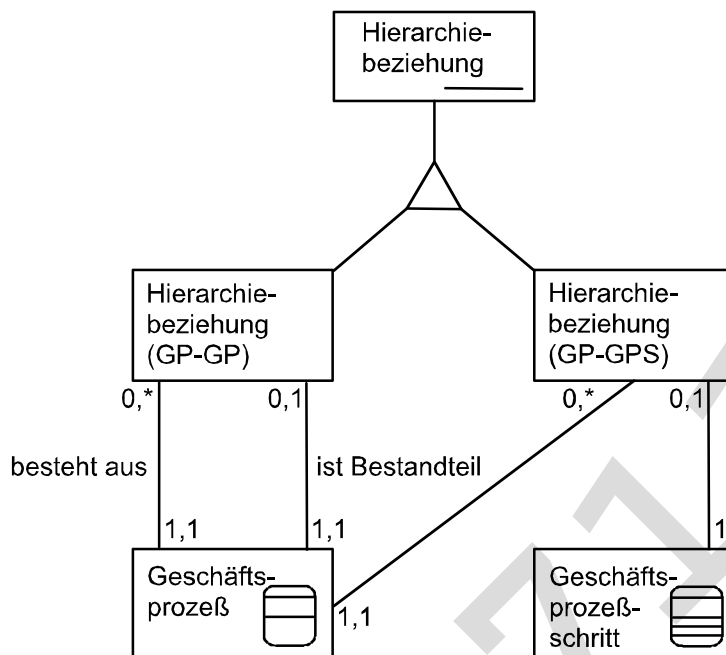 Hierarchie-
beziehung
Hierarchie-
beziehung
(GP-GP)
Hierarchie-
beziehung
(GP-GPS)
0,*
0,1
0,*
0,1
besteht aus
ist Bestandteil
1,1
1,1
1
Geschäfts-
prozeß
1,1
Geschäfts-
prozeß-
schritt